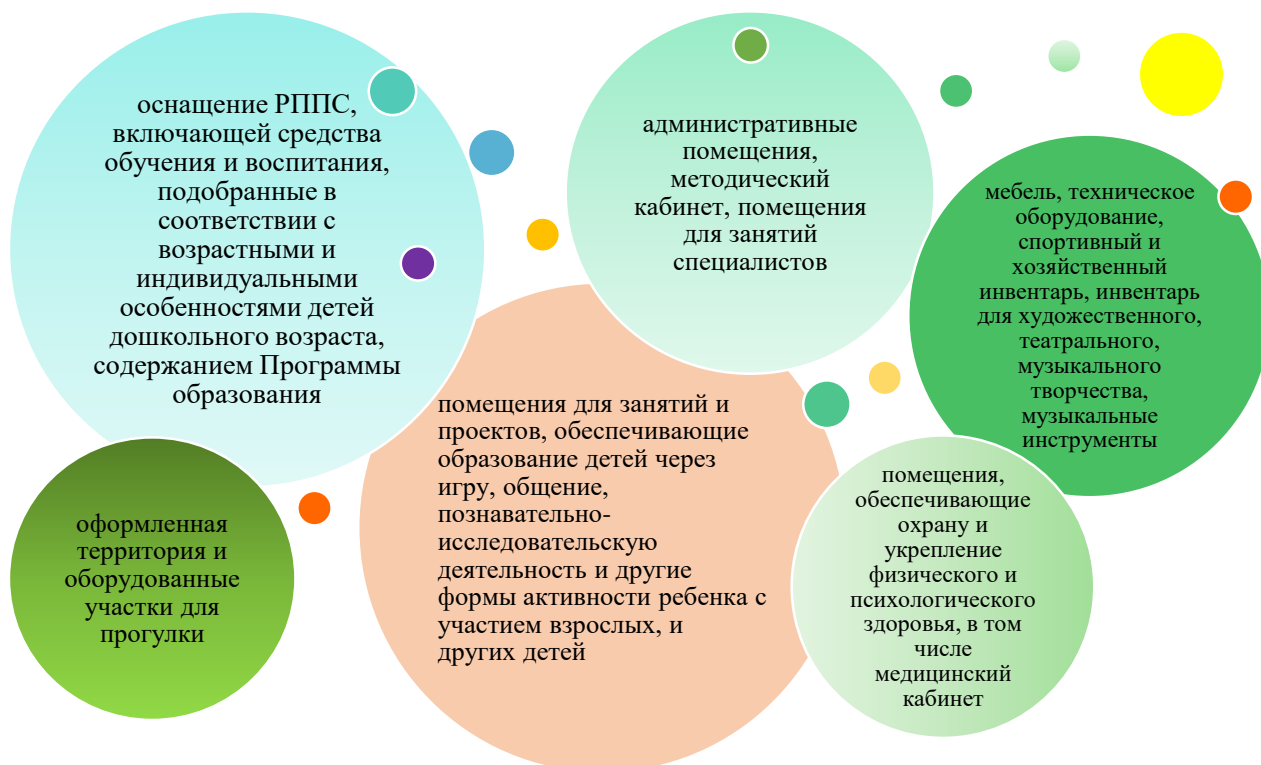 оснащение РППС,
включающей средства
обучения и воспитания,
подобранные в
соответствии с
возрастными и
индивидуальными
особенностями детей
дошкольного возраста,
содержанием Программы
образования
административные
помещения,
методический
кабинет, помещения
для занятий
специалистов
мебель, техническое
оборудование,
спортивный и
хозяйственный
инвентарь, инвентарь
для художественного,
театрального,
музыкального
творчества,
музыкальные
инструменты
оформленная
территория и
оборудованные
участки для
прогулки
помещения для занятий и
проектов, обеспечивающие
образование детей через
игру, общение,
познавательно-
исследовательскую
деятельность и другие
формы активности ребенка с
участием взрослых, и
других детей
помещения,
обеспечивающие
охрану и
укрепление
физического и
психологического
здоровья, в том
числе
медицинский
кабинет